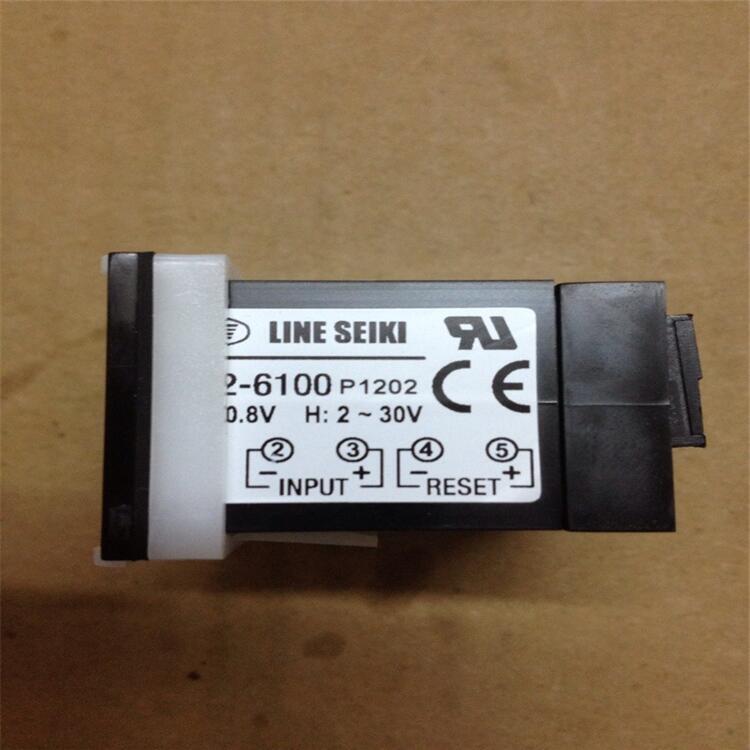 LINE SEIKI
2-6100 P1202
0.8V H: 2 ~ 30V
2 3 4 5
- + - +
INPUT RESET